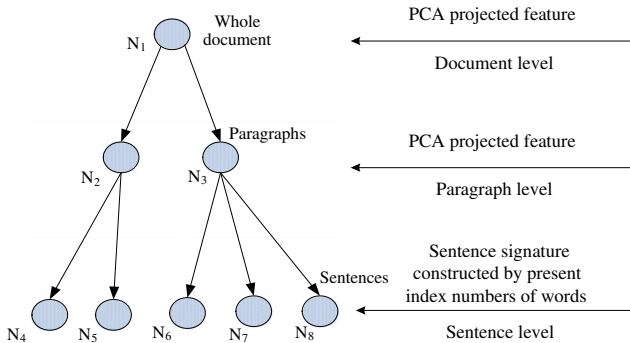 Whole
document
N1
PCA projected feature
Document level
Paragraphs
N2
N3
PCA projected feature
Paragraph level
Sentences
N4
N5
N6
N7
N8
Sentence signature
constructed by present
index numbers of words
Sentence level